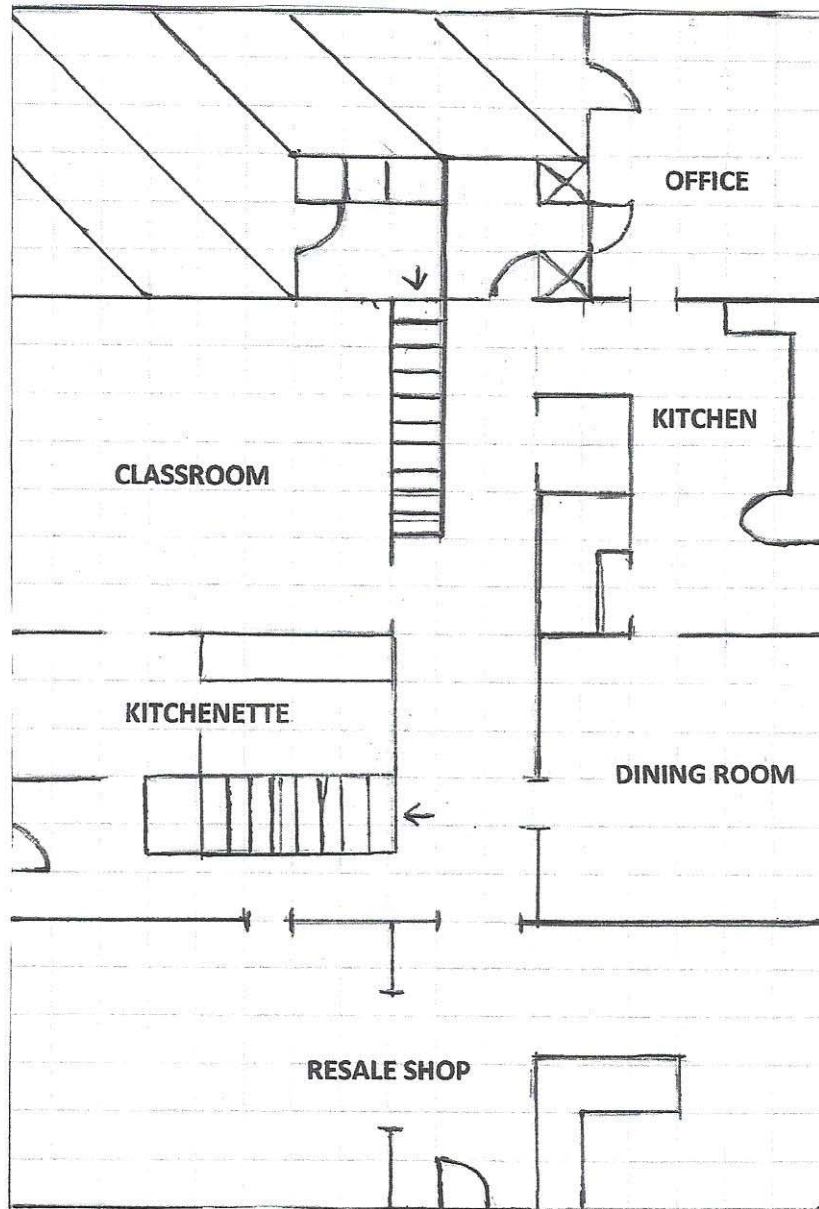 OFFICE
KITCHEN
CLASSROOM
KITCHENETTE
DINING ROOM
RESALE SHOP